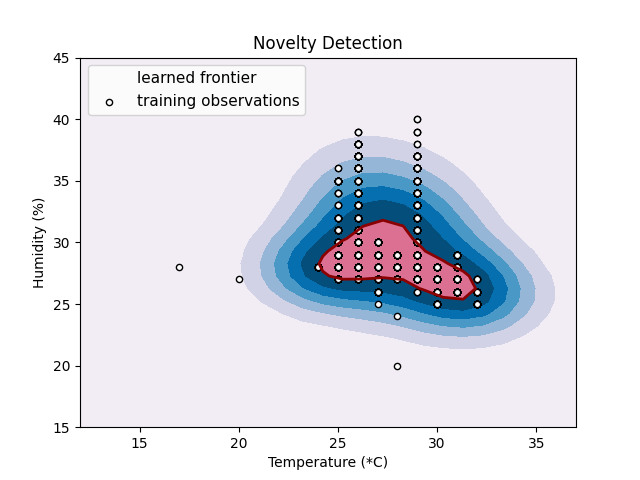 Novelty Detection
learned frontier
training observations
45
40
35
30
25
20
15
Humidity (%)
15 20 25 30 35
Temperature (*C)